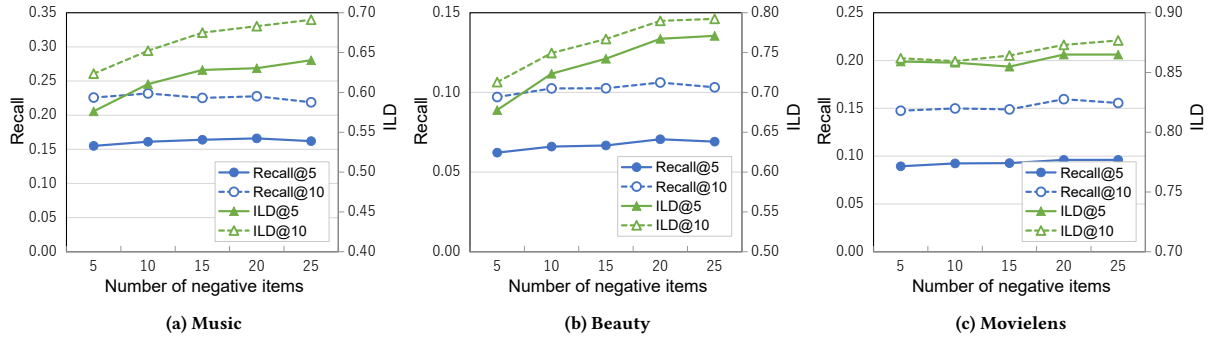 0.35
0.30
0.25
0.20
0.15
0.10
0.05
0.00
Recall
0.70
0.65
0.60
0.55
0.50
0.45
0.40
ILD
Recall@5
Recall@10
ILD@5
ILD@10
5 10 15 20 25
Number of negative items
(a) Music
0.15
0.10
0.05
0.00
Recall
0.80
0.75
0.70
0.65
0.60
0.55
0.50
ILD
Recall@5
Recall@10
ILD@5
ILD@10
5 10 15 20 25
Number of negative items
(b) Beauty
0.25
0.20
0.15
0.10
0.05
0.00
Recall
0.90
0.85
0.80
0.75
0.70
ILD
Recall@5
Recall@10
ILD@5
ILD@10
5 10 15 20 25
Number of negative items
(c) Movielens